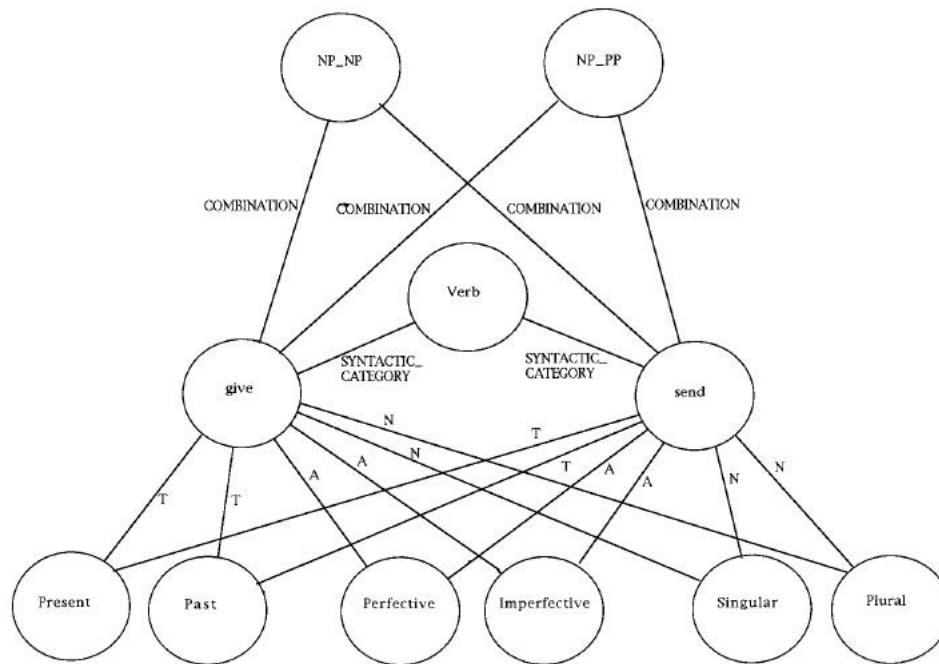 NP_NP
NP_PP
COMBINATION
COMBINATION
COMBINATION
COMBINATION
Verb
SYNTACTIC_
CATEGORY
SYNTACTIC_
CATEGORY
give
send
N
T
N
T
A
A
T
T
A
A
N
N
Present
Past
Perfective
Imperfective
Singular
Plural